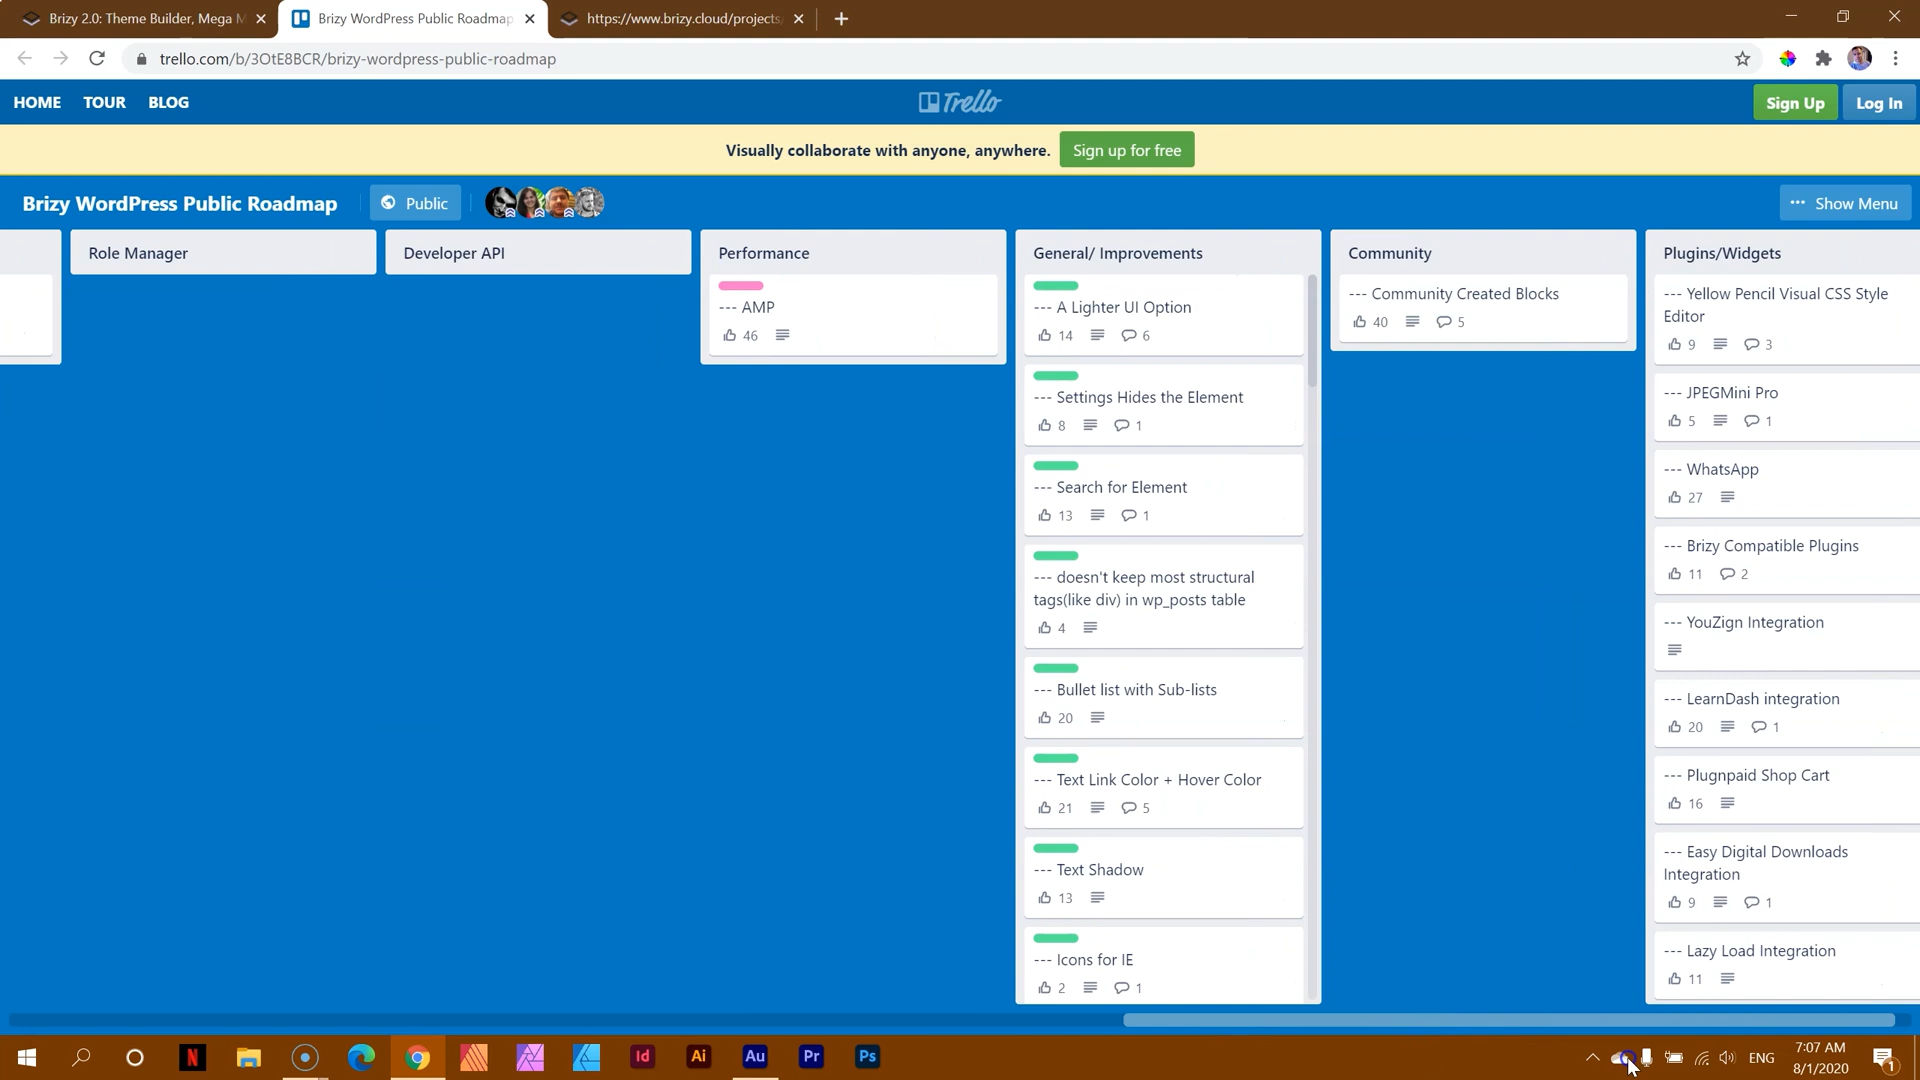 Brizy 2.0: Theme Builder, Mega M
Brizy WordPress Public Roadmap
https://www.brizy.cloud/projects
trello.com/b/3OtE8BCR/brizy-wordpress-public-roadmap
HOME
TOUR
BLOG
Trello
Sign Up
Log In
Visually collaborate with anyone, anywhere.
Sign up for free
Brizy WordPress Public Roadmap
Public
Show Menu
Role Manager
Developer API
Performance
--- AMP
46
General/ Improvements
--- A Lighter UI Option
14
6
--- Settings Hides the Element
8
1
--- Search for Element
13
1
--- doesn't keep most structural
tags(like div) in wp_posts table
4
--- Bullet list with Sub-lists
20
--- Text Link Color + Hover Color
21
5
--- Text Shadow
13
--- Icons for IE
2
1
Community
--- Community Created Blocks
40
5
Plugins/Widgets
--- Yellow Pencil Visual CSS Style
Editor
9
3
--- JPEGMini Pro
5
1
--- WhatsApp
27
--- Brizy Compatible Plugins
11
2
--- YouZign Integration
--- LearnDash integration
20
1
--- Plugnpaid Shop Cart
16
--- Easy Digital Downloads
Integration
9
1
--- Lazy Load Integration
11
N
Id
Ai
Au
Pr
Ps
ENG
7:07 AM
8/1/2020
1